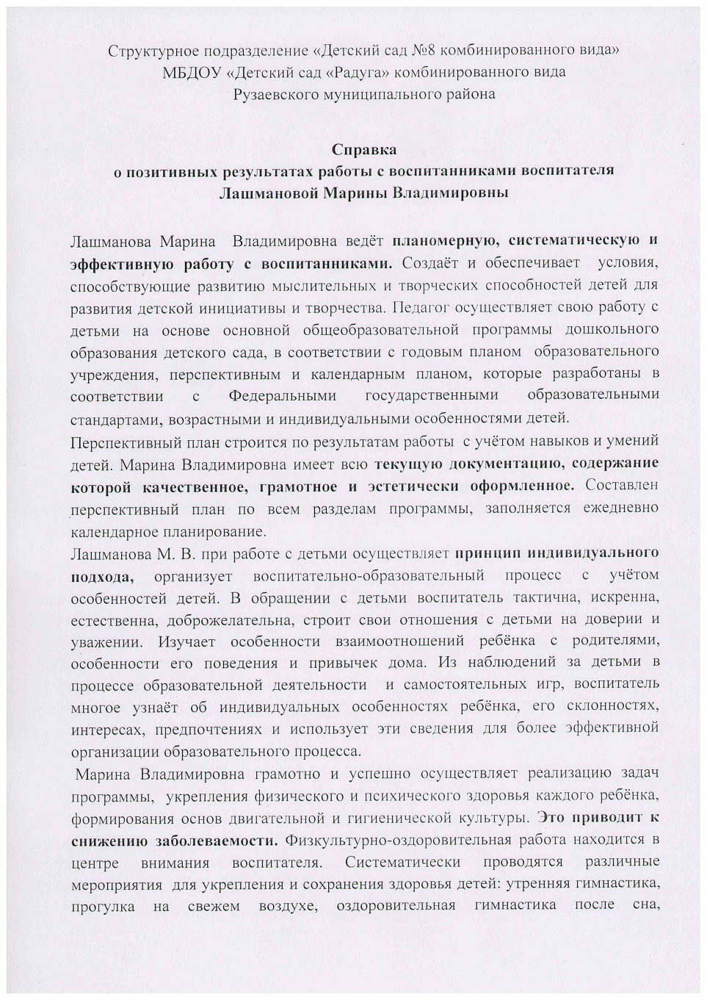 Структурное подразделение «Детский сад №8 комбинированного вида»
МБДОУ «Детский сад «Радуга» комбинированного вида
Рузаевского муниципального района
Справка
о позитивных результатах работы с воспитанниками воспитателя
Лашмановой Марины Владимировны
Лашманова Марина Владимировна ведёт планомерную, систематическую и
эффективную работу с воспитанниками. Создаёт и обеспечивает условия,
способствующие развитию мыслительных и творческих способностей детей для
развития детской инициативы и творчества. Педагог осуществляет свою работу с
детьми на основе основной общеобразовательной программы дошкольного
образования детского сада, в соответствии с годовым планом образовательного
учреждения, перспективным и календарным планом, которые разработаны в
соответствии с Федеральными государственными образовательными
стандартами, возрастными и индивидуальными особенностями детей.
Перспективный план строится по результатам работы с учётом навыков и умений
детей. Марина Владимировна имеет всю текущую документацию, содержание
которой качественное, грамотное и эстетически оформленное. Составлен
перспективный план по всем разделам программы, заполняется ежедневно
календарное планирование.
Лашманова М. В. при работе с детьми осуществляет принцип индивидуального
подхода, организует воспитательно-образовательный процесс с учётом
особенностей детей. В обращении с детьми воспитатель тактична, искренна,
естественна, доброжелательна, строит свои отношения с детьми на доверии и
уважении. Изучает особенности взаимоотношений ребёнка с родителями,
особенности его поведения и привычек дома. Из наблюдений за детьми в
процессе образовательной деятельности и самостоятельных игр, воспитатель
многое узнаёт об индивидуальных особенностях ребёнка, его склонностях,
интересах, предпочтениях и использует эти сведения для более эффективной
организации образовательного процесса.
Марина Владимировна грамотно и успешно осуществляет реализацию задач
программы, укрепления физического и психического здоровья каждого ребёнка,
формирования основ двигательной и гигиенической культуры. Это приводит к
снижению заболеваемости. Физкультурно-оздоровительная работа находится в
центре внимания воспитателя. Систематически проводятся различные
мероприятия для укрепления и сохранения здоровья детей: утренняя гимнастика,
прогулка на свежем воздухе, оздоровительная гимнастика после сна,